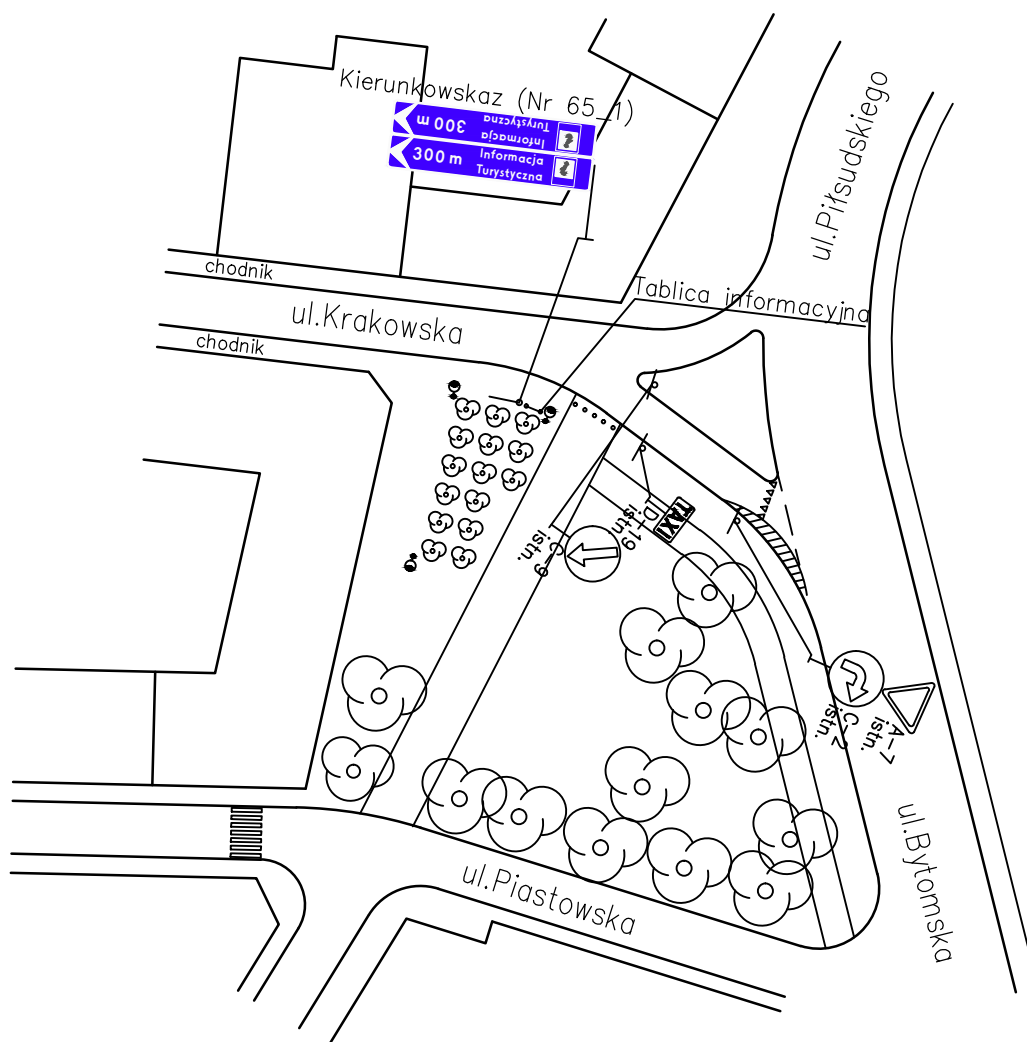 Kierunkowskaz (Nr 65_1)
300 m
Informacja
Turystyczna
300 m
Informacja
Turystyczna
ul.Piłsudskiego
chodnik
Tablica informacyjna
ul.Krakowska
chodnik
TAXI
D-19
istn.
C-9
istn.
C-2
istn.
A-7
istn.
ul.Bytomska
ul.Piastowska